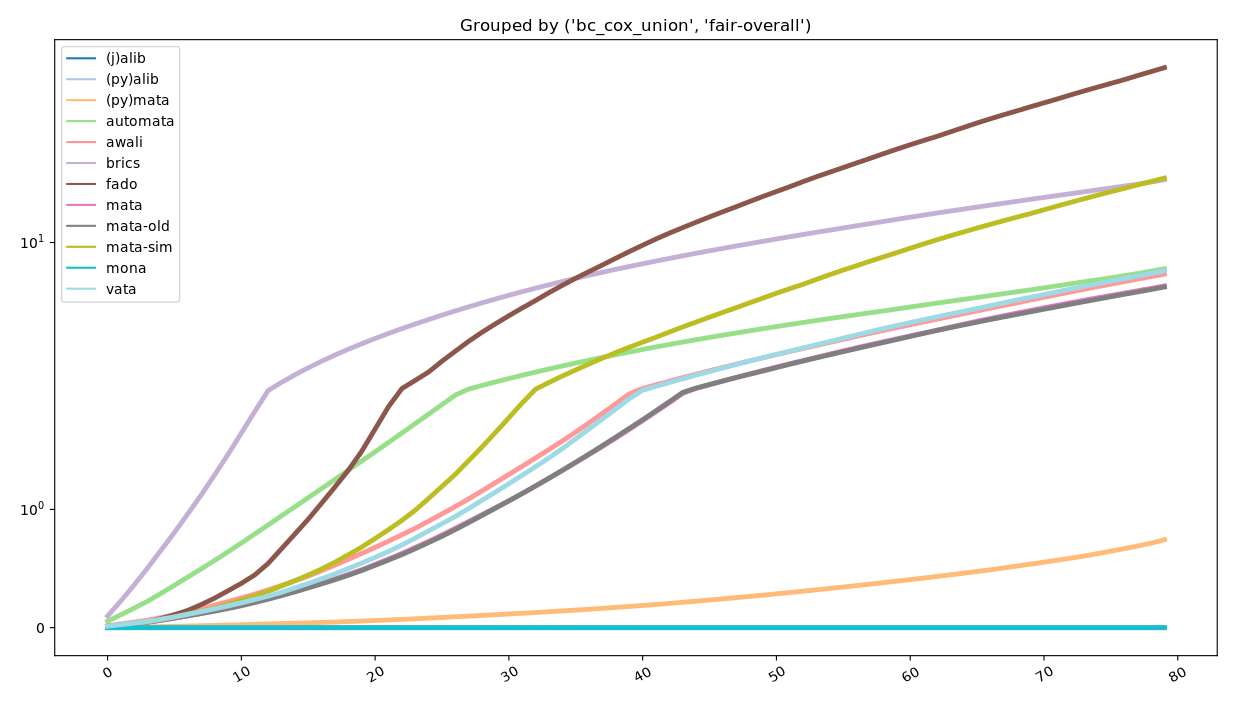 Grouped by ('bc_cox_union', 'fair-overall')
(j)alib
(py)alib
(py)mata
automata
awali
brics
fado
mata
mata-old
mata-sim
mona
vata
10¹
10⁰
0
0 10 20 30 40 50 60 70 80